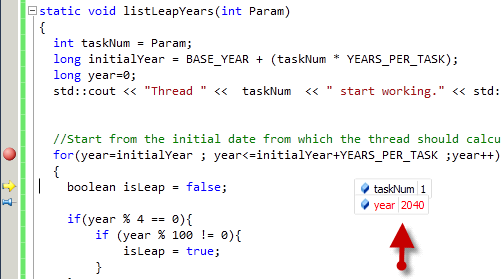 static void listLeapYears(int Param)
{
int taskNum = Param;
long initialYear = BASE_YEAR + (taskNum * YEARS_PER_TASK);
long year=0;
std::cout << "Thread " << taskNum << " start working." << std:
//Start from the initial date from which the thread should calcu
for(year=initialYear ; year<=initialYear+YEARS_PER_TASK ;year++)
{
boolean isLeap = false;
taskNum 1
year 2040
if(year % 4 == 0){
if (year % 100 != 0){
isLeap = true;
}